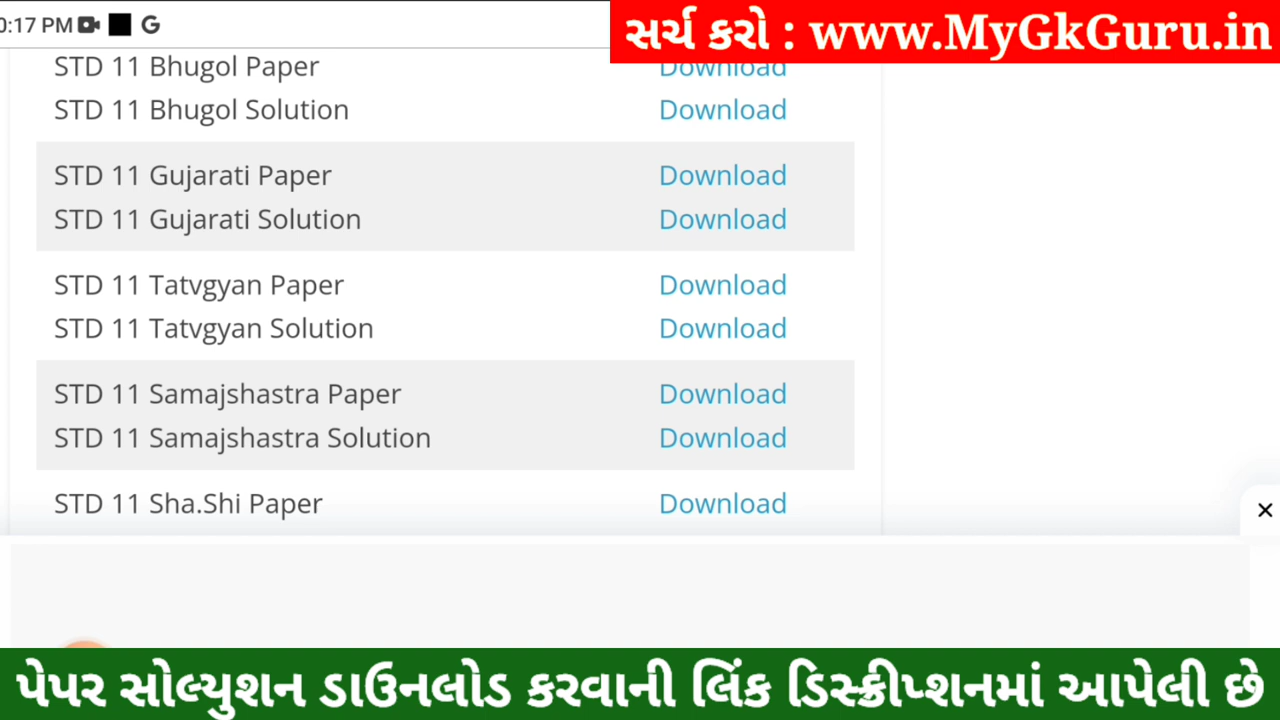 0:17 PM G
સર્ચ કરો : www.MyGkGuru.in
STD 11 Bhugol Paper Download
STD 11 Bhugol Solution Download
STD 11 Gujarati Paper Download
STD 11 Gujarati Solution Download
STD 11 Tatvgyan Paper Download
STD 11 Tatvgyan Solution Download
STD 11 Samajshastra Paper Download
STD 11 Samajshastra Solution Download
STD 11 Sha.Shi Paper Download
પેપર સોલ્યુશન ડાઉનલોડ કરવાની લિંક ડિસ્ક્રીપ્શનમાં આપેલી છે